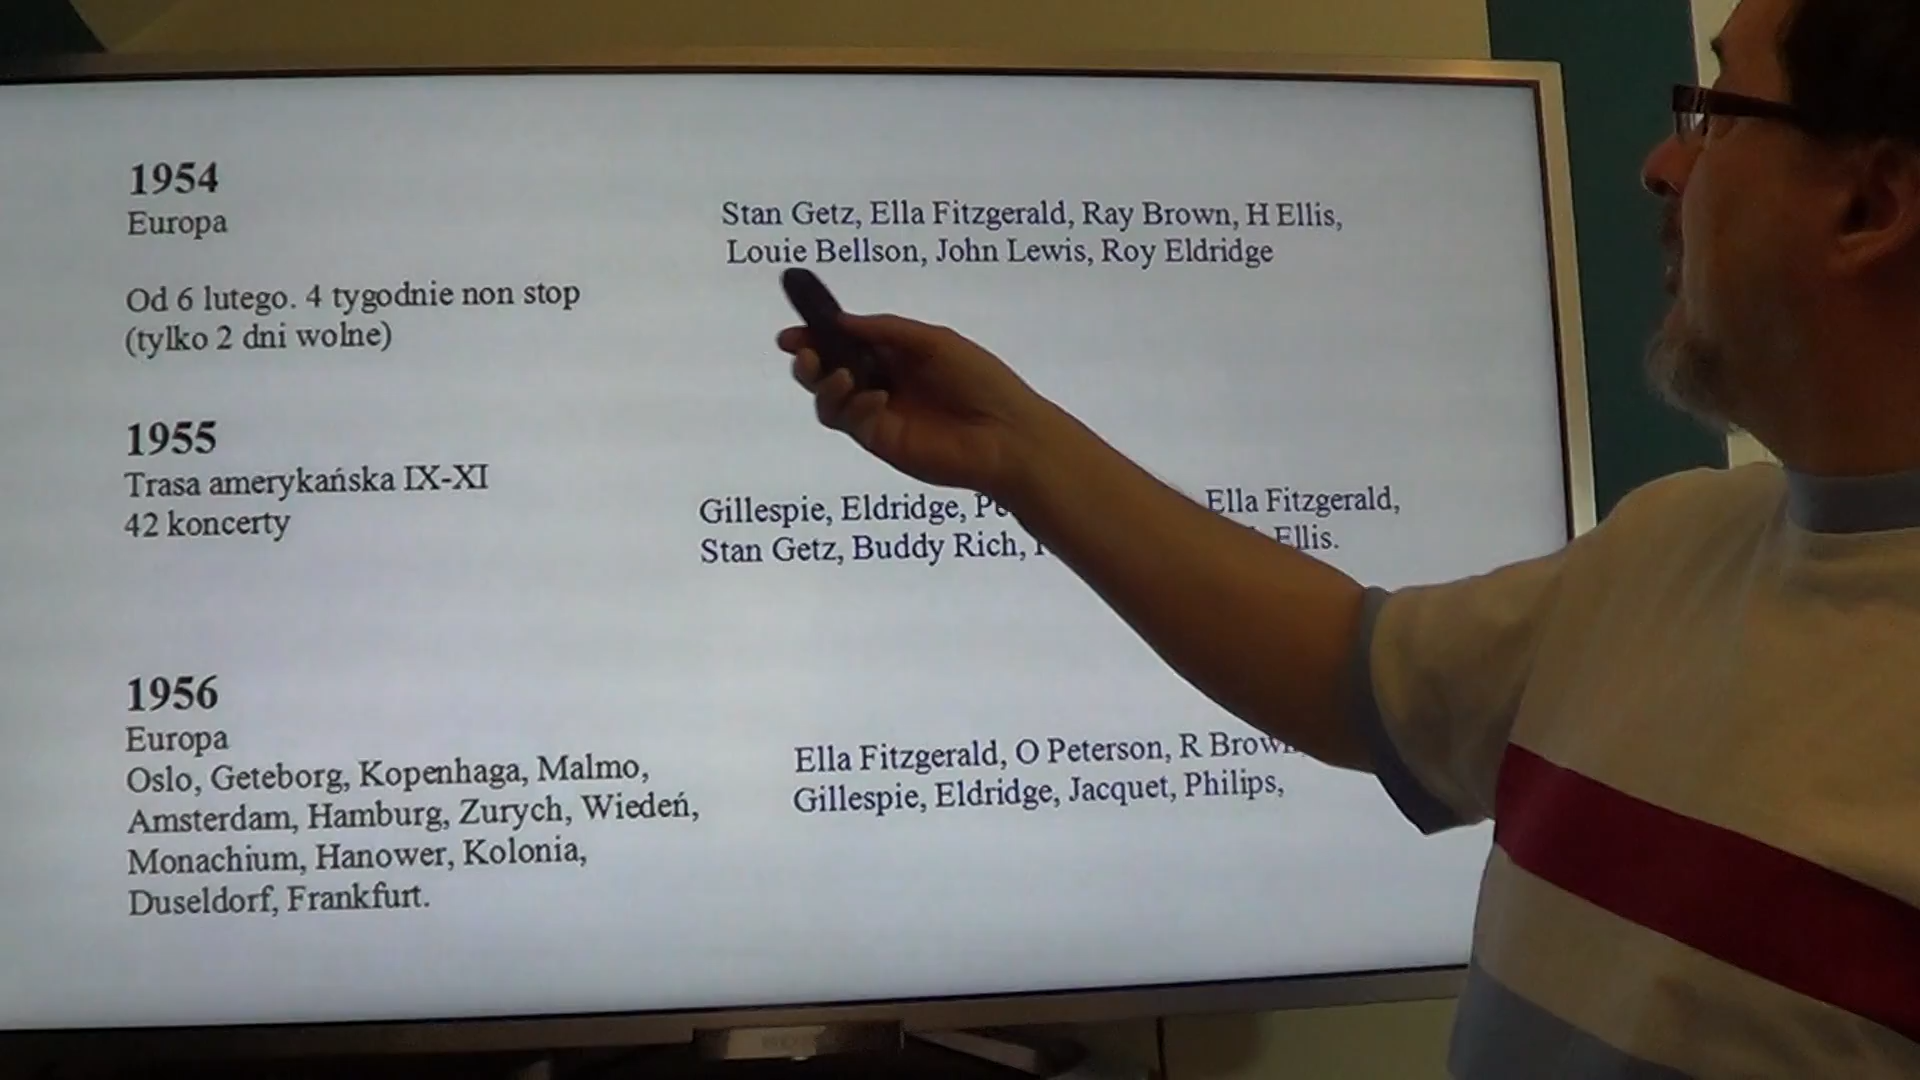 1954
Europa
Stan Getz, Ella Fitzgerald, Ray Brown, H Ellis,
Louie Bellson, John Lewis, Roy Eldridge
Od 6 lutego. 4 tygodnie non stop
(tylko 2 dni wolne)
1955
Trasa amerykańska IX-XI
42 koncerty
Gillespie, Eldridge, Ella Fitzgerald,
Stan Getz, Buddy Rich, Ellis.
1956
Europa
Oslo, Geteborg, Kopenhaga, Malmo,
Amsterdam, Hamburg, Zurych, Wiedeń,
Monachium, Hanower, Kolonia,
Duseldorf, Frankfurt.
Ella Fitzgerald, O Peterson, R Brown
Gillespie, Eldridge, Jacquet, Philips,